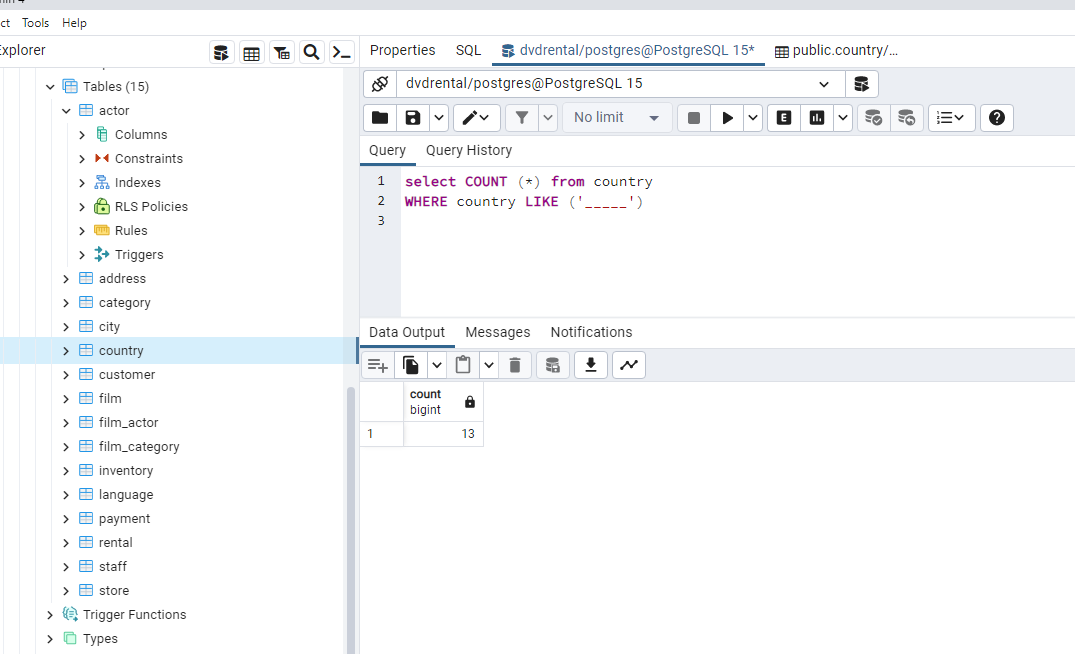 ct Tools Help
Explorer
Properties SQL dvdrental/postgres@PostgreSQL 15* public.country/...
dvdrental/postgres@PostgreSQL 15
No limit
E
Query Query History
1 select COUNT (*) from country
2 WHERE country LIKE ('_____')
3
Data Output Messages Notifications
count
bigint
1 13
Tables (15)
actor
Columns
Constraints
Indexes
RLS Policies
Rules
Triggers
address
category
city
country
customer
film
film_actor
film_category
inventory
language
payment
rental
staff
store
Trigger Functions
Types